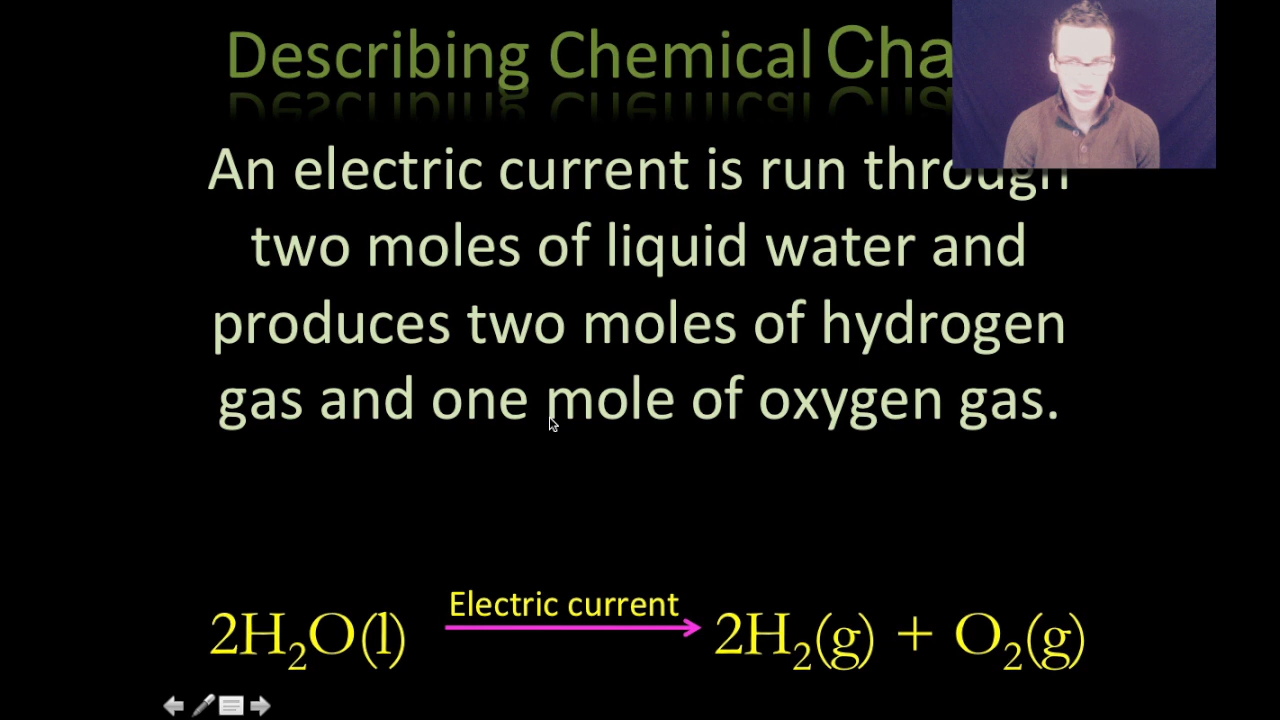 Describing Chemical Cha
An electric current is run through
two moles of liquid water and
produces two moles of hydrogen
gas and one mole of oxygen gas.
Electric current
2H₂O(l) → 2H₂(g) + O₂(g)